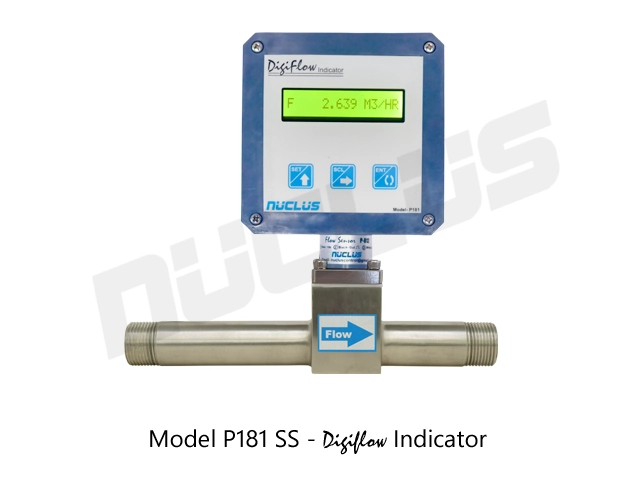 DigiFlow Indicator
F 2.639 M3/HR
SET SCL ENT
NUCLUS
Model- P181
Flow Sensor
NUCLUS
Flow
NUCLUS
Model P181 SS - Digiflow Indicator